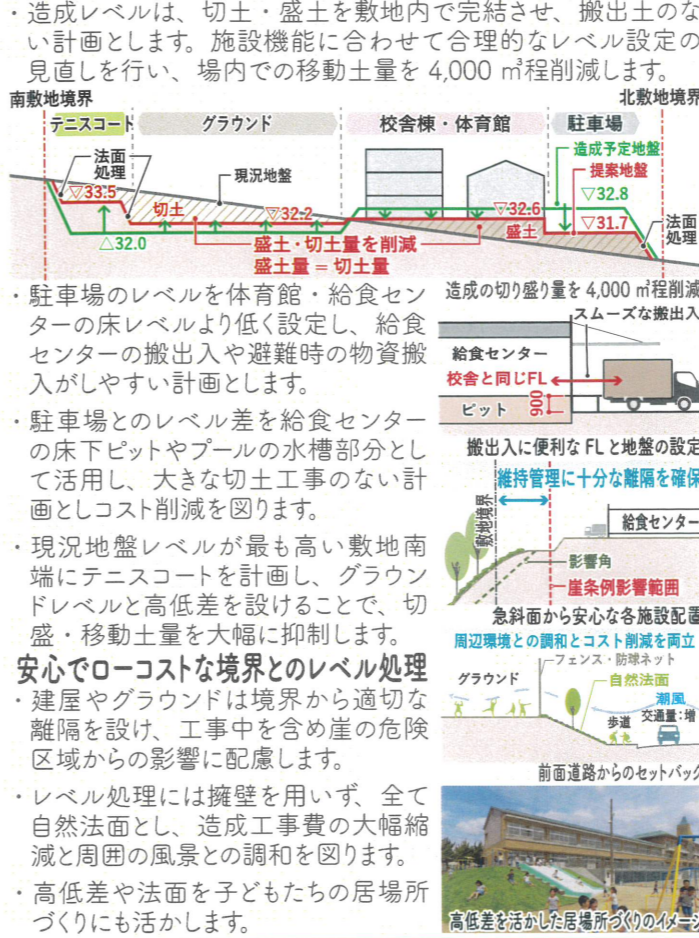 ・造成レベルは、切土・盛土を敷地内で完結させ、搬出土のな
い計画とします。施設機能に合わせて合理的なレベル設定の
見直しを行い、場内での移動土量を 4,000 ㎥程削減します。
南敷地境界
北敷地境界
テニスコート
グラウンド
校舎棟・体育館
駐車場
法面
処理
現況地盤
造成予定地盤
提案地盤
▽33.5
切土
▽32.2
▽32.6
▽32.8
盛土
▽31.7
法面
処理
△32.0
盛土・切土量を削減
盛土量 = 切土量
造成の切り盛り量を 4,000 ㎥程削減
・駐車場のレベルを体育館・給食セン
ターの床レベルより低く設定し、給食
センターの搬出入や避難時の物資搬
入がしやすい計画とします。
スムーズな搬出入
給食センター
校舎と同じFL
ピット
900
搬出入に便利な FL と地盤の設定
・駐車場とのレベル差を給食センター
の床下ピットやプールの水槽部分とし
て活用し、大きな切土工事のない計
画としコスト削減を図ります。
維持管理に十分な離隔を確保
敷地境界
給食センター
影響角
崖条例影響範囲
急斜面から安心な各施設配置
・現況地盤レベルが最も高い敷地南
端にテニスコートを計画し、グラウン
ドレベルと高低差を設けることで、切
盛・移動土量を大幅に抑制します。
安心でローコストな境界とのレベル処理
・建屋やグラウンドは境界から適切な
離隔を設け、工事中を含め崖の危険
区域からの影響に配慮します。
周辺環境との調和とコスト削減を両立
フェンス・防球ネット
グラウンド
自然法面
潮風
歩道
交通量:増
前面道路からのセットバック
・レベル処理には擁壁を用いず、全て
自然法面とし、造成工事費の大幅縮
減と周囲の風景との調和を図ります。
・高低差や法面を子どもたちの居場所
づくりにも活かします。
高低差を活かした居場所づくりのイメージ